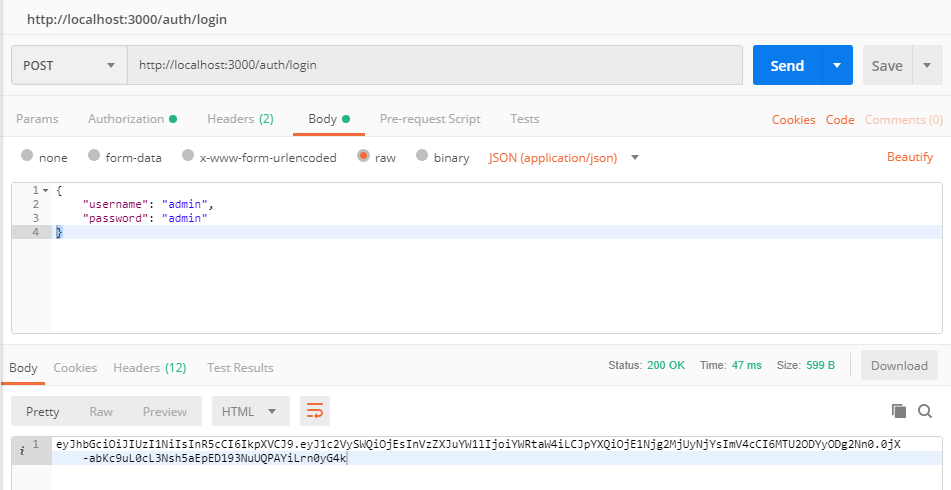 http://localhost:3000/auth/login
POST http://localhost:3000/auth/login Send Save
Params Authorization Headers (2) Body Pre-request Script Tests Cookies Code Comments (0)
none form-data x-www-form-urlencoded raw binary JSON (application/json) Beautify
1 {
2 "username": "admin",
3 "password": "admin"
4 }
Body Cookies Headers (12) Test Results Status: 200 OK Time: 47 ms Size: 599 B Download
Pretty Raw Preview HTML
i 1 eyJhbGciOiJIUzI1NiIsInR5cCI6IkpXVCJ9.eyJ1c2VySWQiOjEsInVzZXJuYW1lIjoiYWRtaW4iLCJpYXQiOjE1Njg2MjUyNjYsImV4cCI6MTU2ODYyODg2Nn0.0jX
-abKc9uL0cL3Nsh5aEpED193NuUQPAYiLrn0yG4k